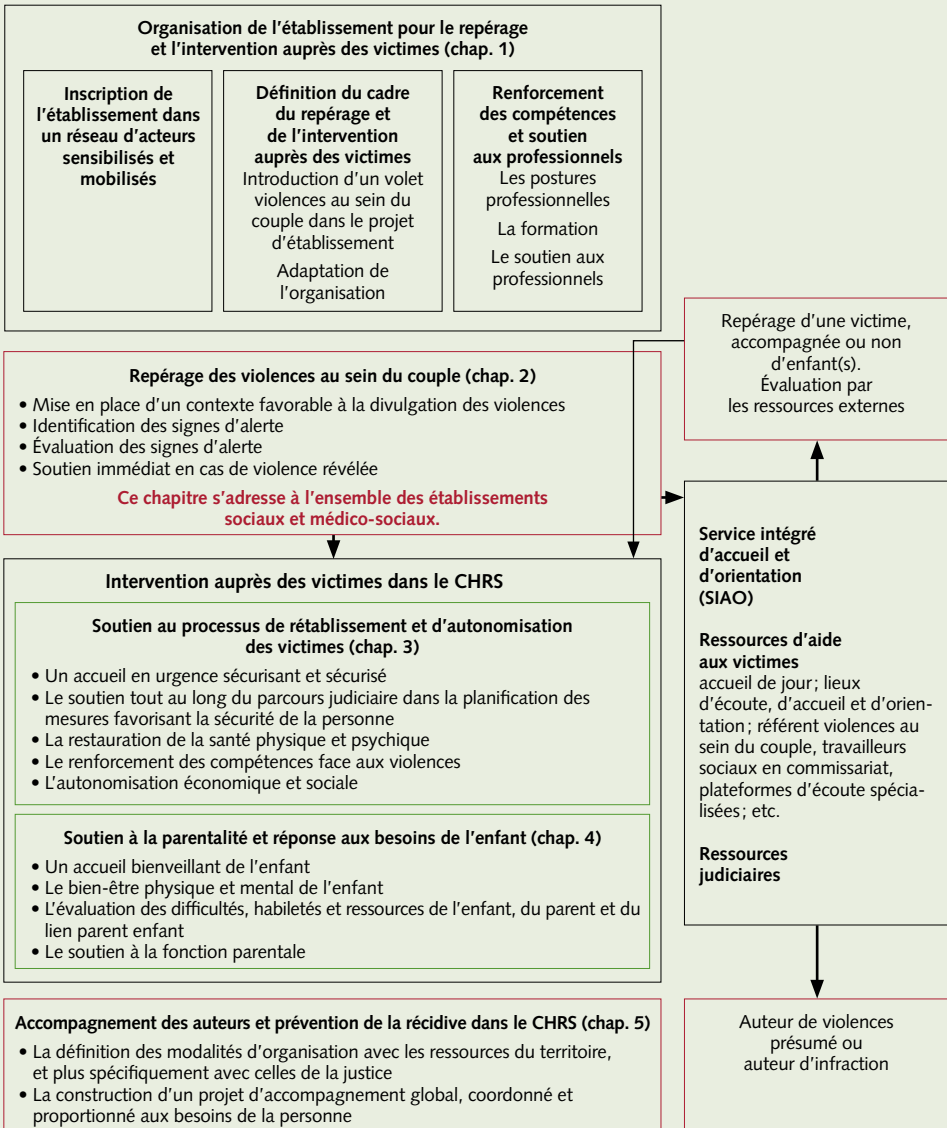 Organisation de l'établissement pour le repérage
et l'intervention auprès des victimes (chap. 1)
Inscription de
l'établissement dans
un réseau d'acteurs
sensibilisés et
mobilisés
Définition du cadre
du repérage et
de l'intervention
auprès des victimes
Introduction d'un volet
violences au sein du
couple dans le projet
d'établissement
Adaptation de
l'organisation
Renforcement
des compétences
et soutien
aux professionnels
Les postures
professionnelles
La formation
Le soutien aux
professionnels
Repérage d'une victime,
accompagnée ou non
d'enfant(s).
Évaluation par
les ressources externes
Repérage des violences au sein du couple (chap. 2)
• Mise en place d'un contexte favorable à la divulgation des violences
• Identification des signes d'alerte
• Évaluation des signes d'alerte
• Soutien immédiat en cas de violence révélée
Ce chapitre s'adresse à l'ensemble des établissements
sociaux et médico-sociaux.
Service intégré
d'accueil et
d'orientation
(SIAO)
Ressources d'aide
aux victimes
accueil de jour ; lieux
d'écoute, d'accueil et d'orien-
tation ; référent violences au
sein du couple, travailleurs
sociaux en commissariat,
plateformes d'écoute spécia-
lisées ; etc.
Ressources
judiciaires
Intervention auprès des victimes dans le CHRS
Soutien au processus de rétablissement et d'autonomisation
des victimes (chap. 3)
• Un accueil en urgence sécurisant et sécurisé
• Le soutien tout au long du parcours judiciaire dans la planification des
mesures favorisant la sécurité de la personne
• La restauration de la santé physique et psychique
• Le renforcement des compétences face aux violences
• L'autonomisation économique et sociale
Soutien à la parentalité et réponse aux besoins de l'enfant (chap. 4)
• Un accueil bienveillant de l'enfant
• Le bien-être physique et mental de l'enfant
• L'évaluation des difficultés, habiletés et ressources de l'enfant, du parent et du
lien parent enfant
• Le soutien à la fonction parentale
Accompagnement des auteurs et prévention de la récidive dans le CHRS (chap. 5)
• La définition des modalités d'organisation avec les ressources du territoire,
et plus spécifiquement avec celles de la justice
• La construction d'un projet d'accompagnement global, coordonné et
proportionné aux besoins de la personne
Auteur de violences
présumé ou
auteur d'infraction